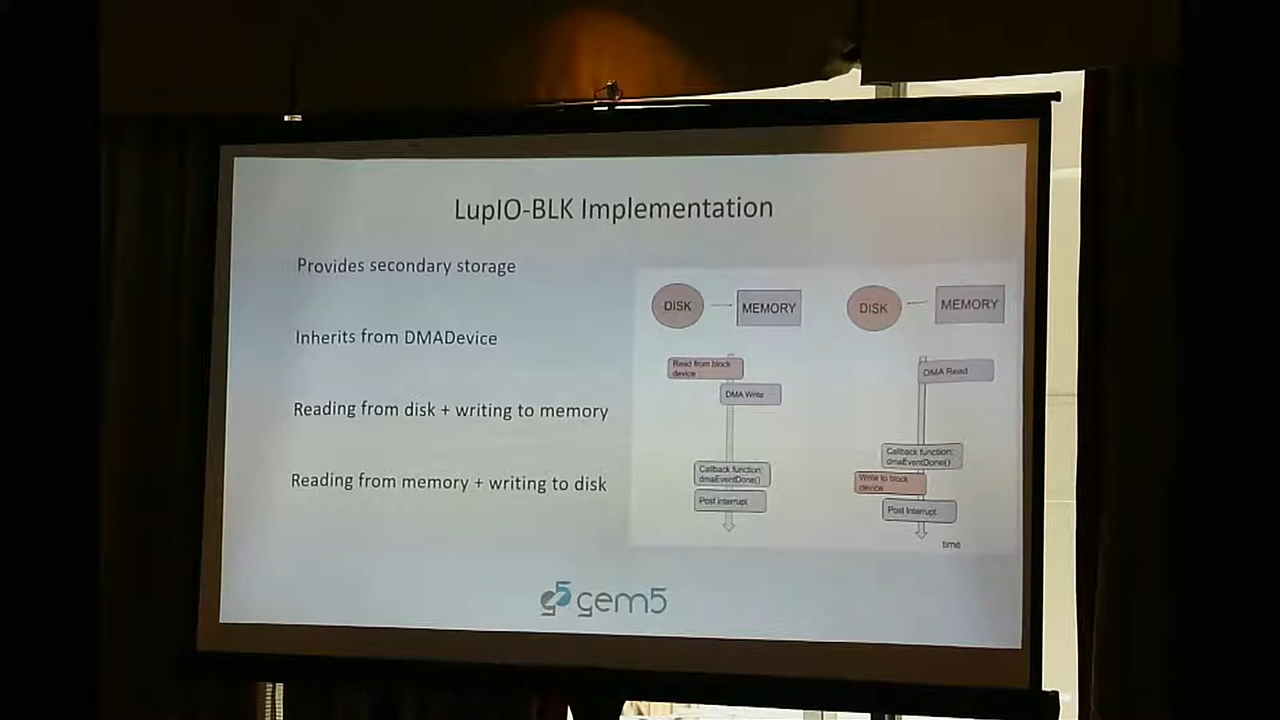 LupIO-BLK Implementation
Provides secondary storage
Inherits from DMADevice
Reading from disk + writing to memory
Reading from memory + writing to disk
DISK
MEMORY
Read from block
device
DMA Write
Callback function:
dmaEventDone()
Post Interrupt
DISK
MEMORY
DMA Read
Callback function:
dmaEventDone()
Write to block
device
Post Interrupt
time
gem5